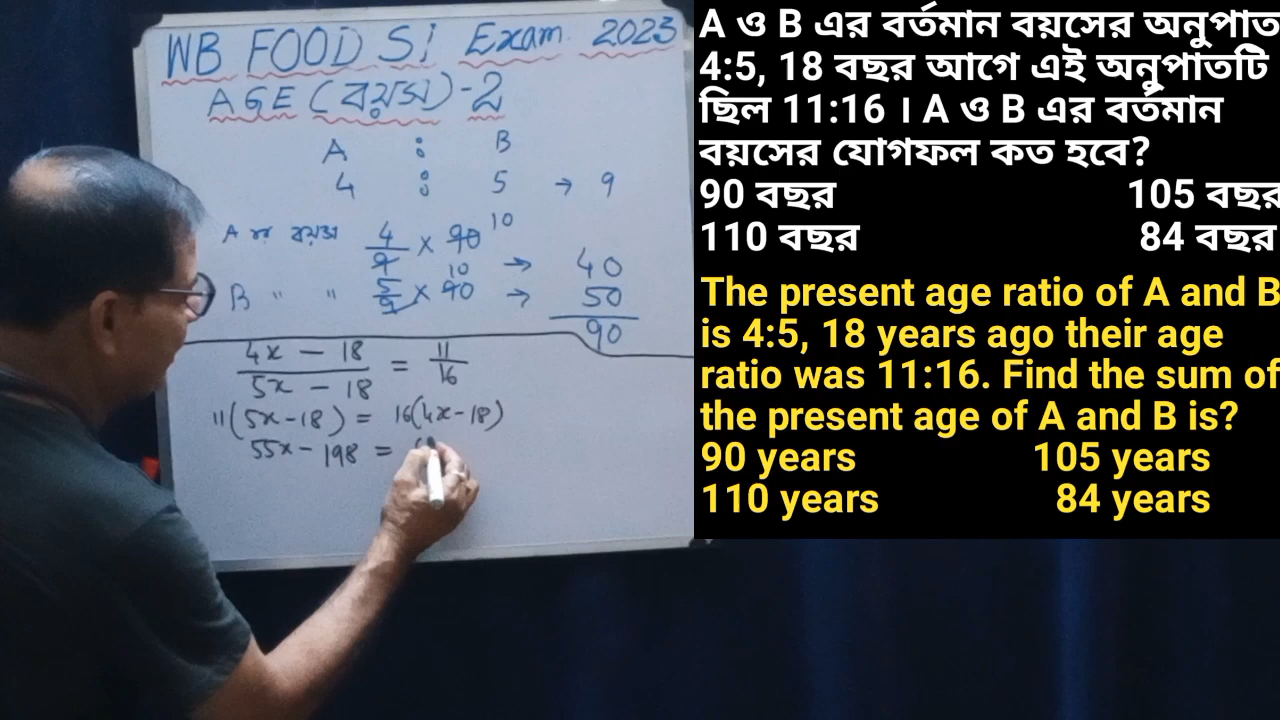 WB FOOD SI Exam 2023
AGE (বয়স) -2
A : B
4 : 5 → 9
A এর বয়স 4/9 × 90 10 → 40
B " " 5/9 × 90 10 → 50
90
4x - 18 / 5x - 18 = 11/16
11(5x-18) = 16(4x-18)
55x - 198 =
A ও B এর বর্তমান বয়সের অনুপাত
4:5, 18 বছর আগে এই অনুপাতটি
ছিল 11:16 । A ও B এর বর্তমান
বয়সের যোগফল কত হবে?
90 বছর 105 বছর
110 বছর 84 বছর
The present age ratio of A and B
is 4:5, 18 years ago their age
ratio was 11:16. Find the sum of
the present age of A and B is?
90 years 105 years
110 years 84 years